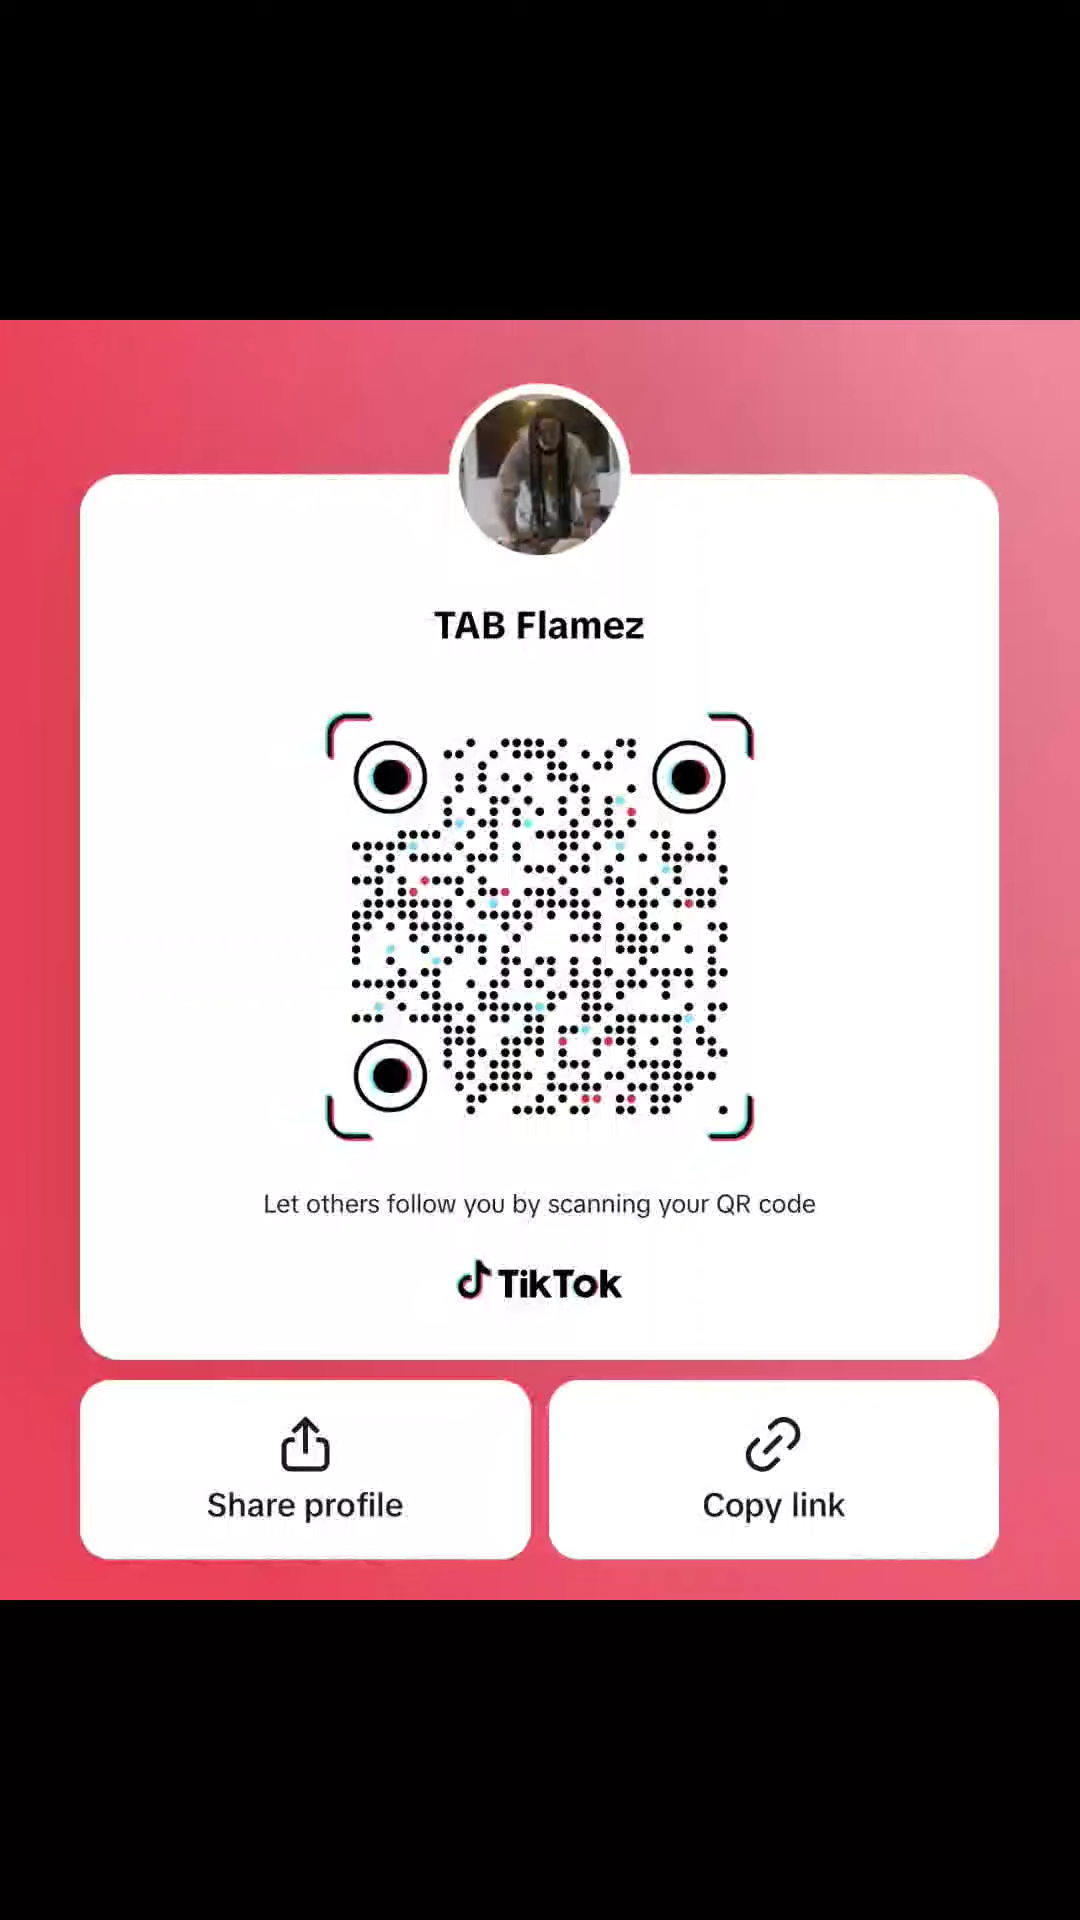 TAB Flamez
Let others follow you by scanning your QR code
TikTok
Share profile
Copy link